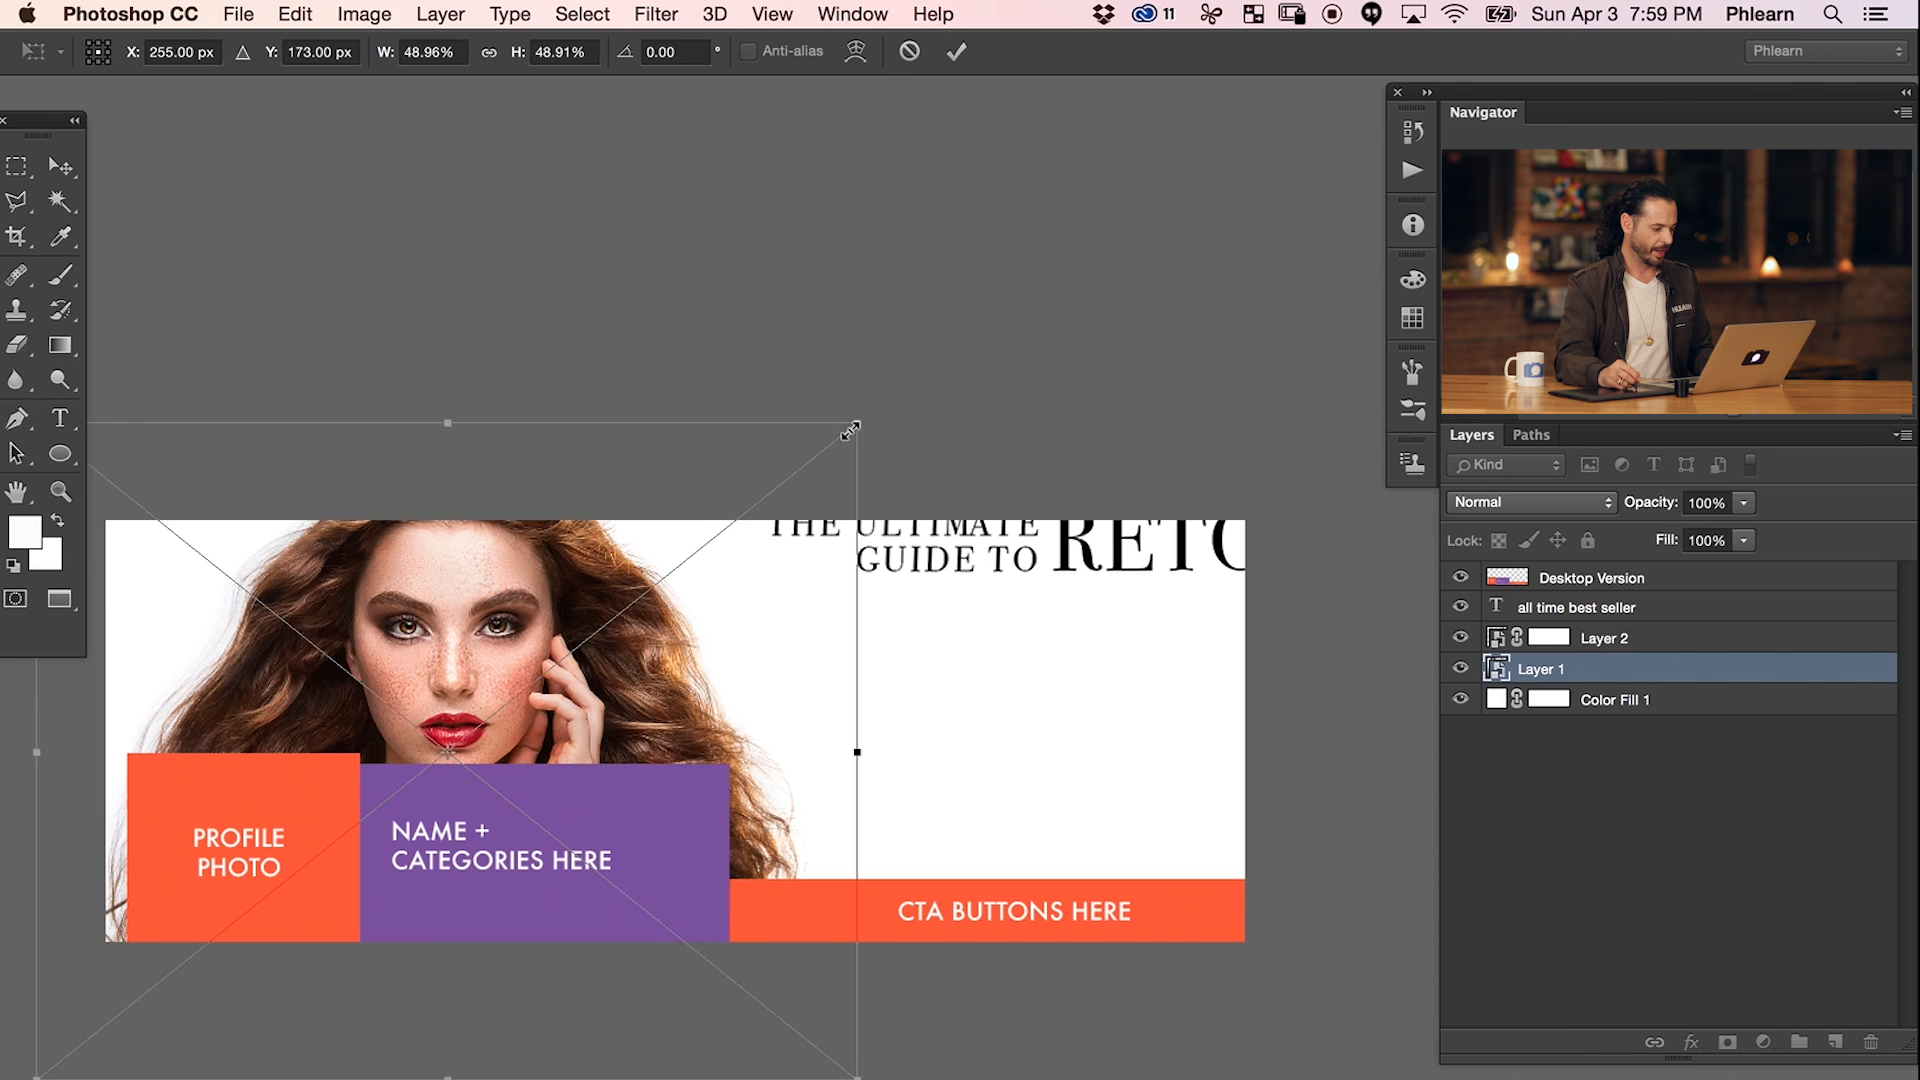 Photoshop CC File Edit Image Layer Type Select Filter 3D View Window Help 11 Sun Apr 3 7:59 PM Phlearn
X: 255.00 px Y: 173.00 px W: 48.96% H: 48.91% 0.00 ° Anti-alias Phlearn
Navigator
THE ULTIMATE
GUIDE TO RETO
PROFILE
PHOTO
NAME +
CATEGORIES HERE
CTA BUTTONS HERE
Layers Paths
Kind
Normal Opacity: 100%
Lock: Fill: 100%
Desktop Version
all time best seller
Layer 2
Layer 1
Color Fill 1